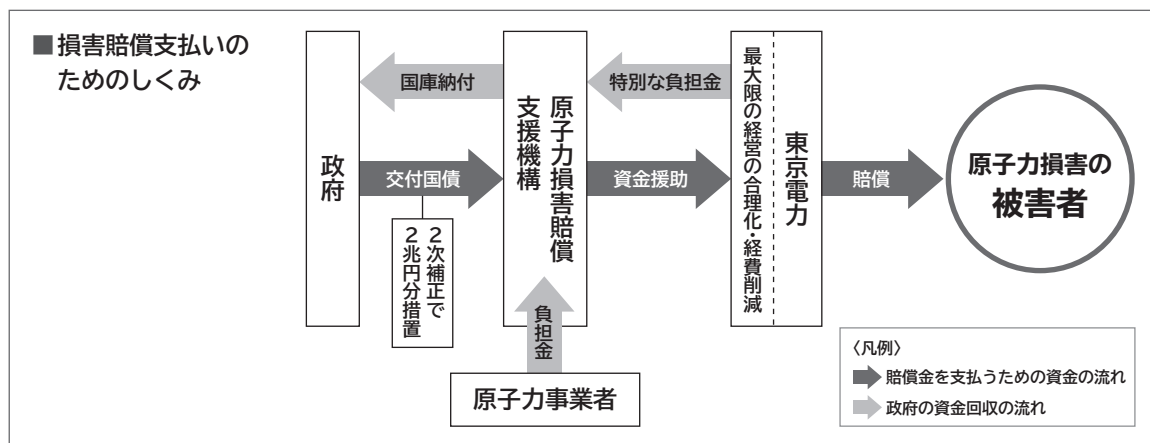 ■損害賠償支払いの
ためのしくみ
政府
国庫納付
交付国債
2次補正で
2兆円分措置
原子力損害賠償
支援機構
負担金
原子力事業者
特別な負担金
資金援助
東京電力
最大限の経営の合理化・経費削減
賠償
原子力損害の
被害者
〈凡例〉
賠償金を支払うための資金の流れ
政府の資金回収の流れ